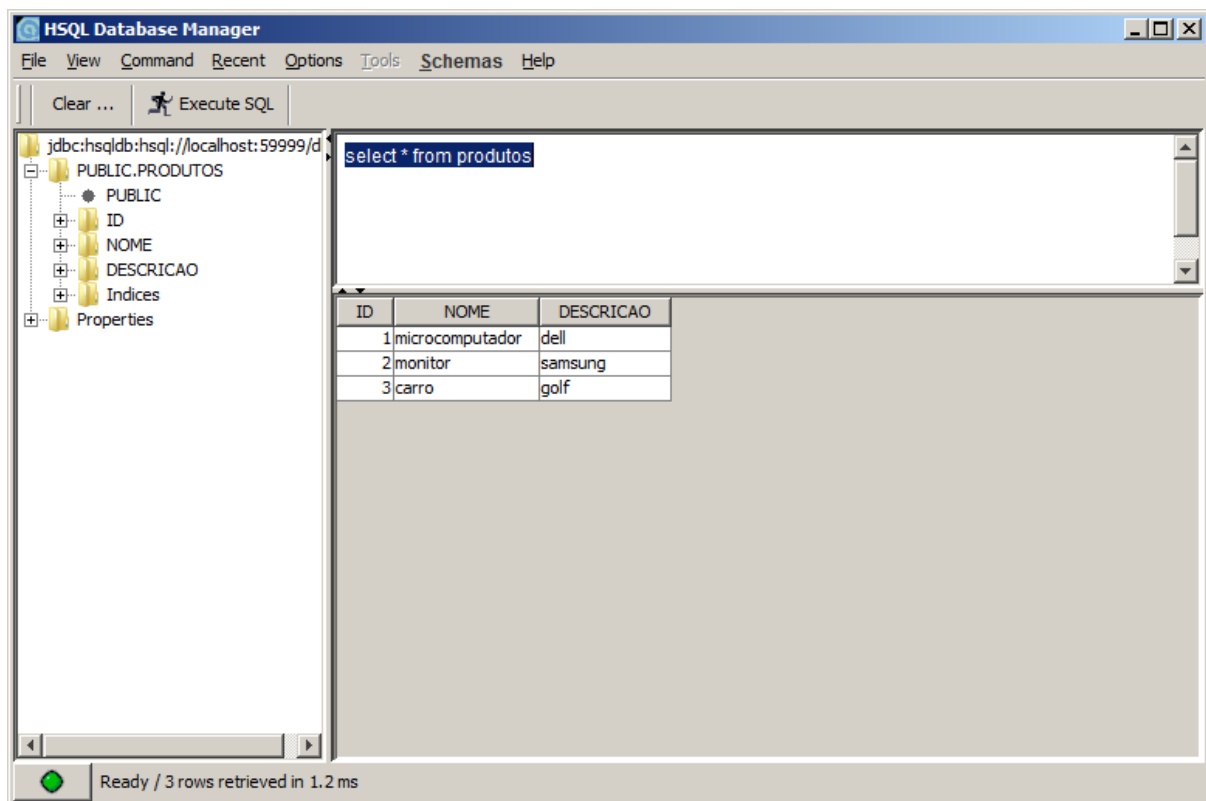 HSQL Database Manager
File View Command Recent Options Tools Schemas Help
Clear ... Execute SQL
jdbc:hsqldb:hsql://localhost:59999/d
PUBLIC.PRODUTOS
PUBLIC
ID
NOME
DESCRICAO
Indices
Properties
select * from produtos
ID NOME DESCRICAO
1 microcomputador dell
2 monitor samsung
3 carro golf
Ready / 3 rows retrieved in 1.2 ms